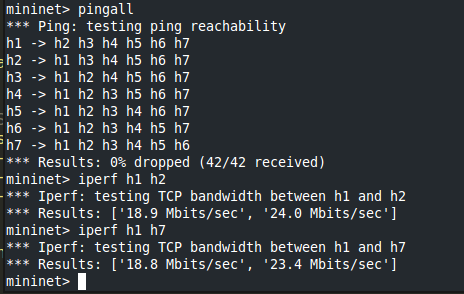 mininet> pingall
*** Ping: testing ping reachability
h1 -> h2 h3 h4 h5 h6 h7
h2 -> h1 h3 h4 h5 h6 h7
h3 -> h1 h2 h4 h5 h6 h7
h4 -> h1 h2 h3 h5 h6 h7
h5 -> h1 h2 h3 h4 h6 h7
h6 -> h1 h2 h3 h4 h5 h7
h7 -> h1 h2 h3 h4 h5 h6
*** Results: 0% dropped (42/42 received)
mininet> iperf h1 h2
*** Iperf: testing TCP bandwidth between h1 and h2
*** Results: ['18.9 Mbits/sec', '24.0 Mbits/sec']
mininet> iperf h1 h7
*** Iperf: testing TCP bandwidth between h1 and h7
*** Results: ['18.8 Mbits/sec', '23.4 Mbits/sec']
mininet>